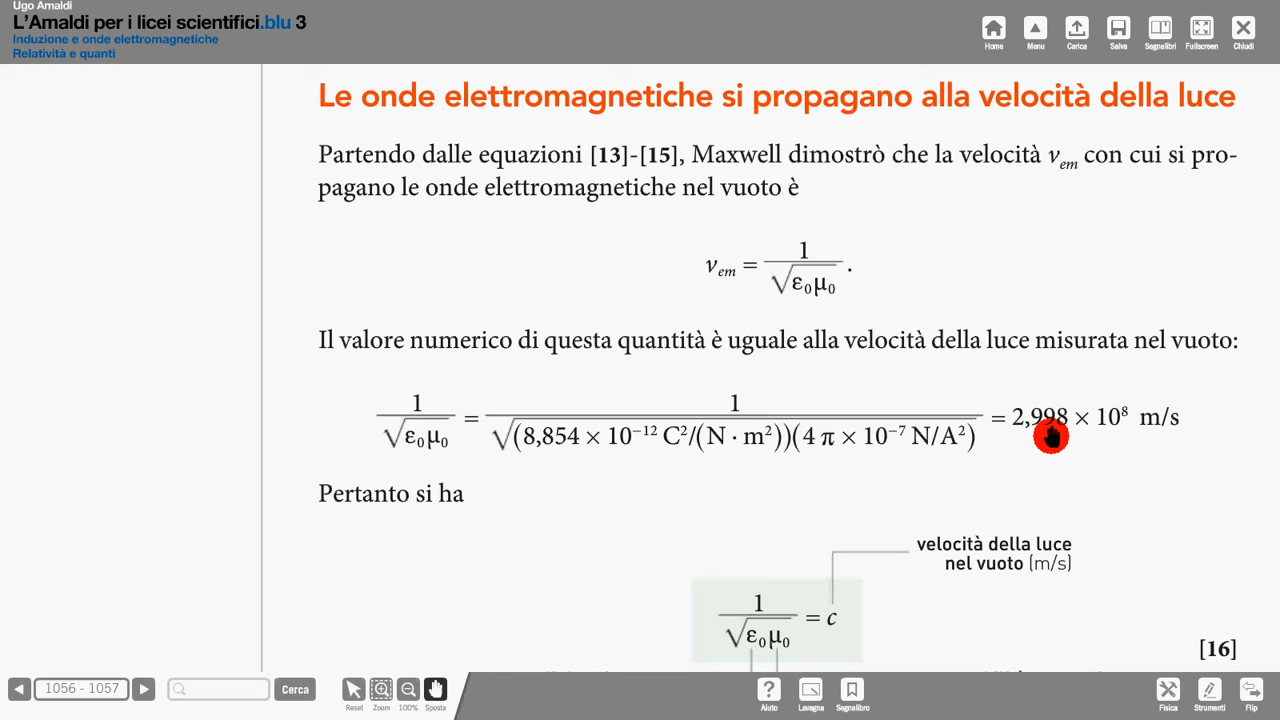 Ugo Amaldi
L'Amaldi per i licei scientifici.blu 3
Induzione e onde elettromagnetiche
Relatività e quanti
Home Menu Carica Salva Segnalibri Fullscreen Chiudi
Le onde elettromagnetiche si propagano alla velocità della luce
Partendo dalle equazioni [13]-[15], Maxwell dimostrò che la velocità v_em con cui si pro-
pagano le onde elettromagnetiche nel vuoto è
v_em = 1/√(ε₀μ₀) .
Il valore numerico di questa quantità è uguale alla velocità della luce misurata nel vuoto:
1/√(ε₀μ₀) = 1/√((8,854 × 10⁻¹² C²/(N · m²))(4 π × 10⁻⁷ N/A²)) = 2,998 × 10⁸ m/s
Pertanto si ha
velocità della luce
nel vuoto (m/s)
1/√(ε₀μ₀) = c
[16]
1056 - 1057 Cerca Reset Zoom 100% Sposta Aiuto Lavagna Segnalibro Fisica Strumenti Flip